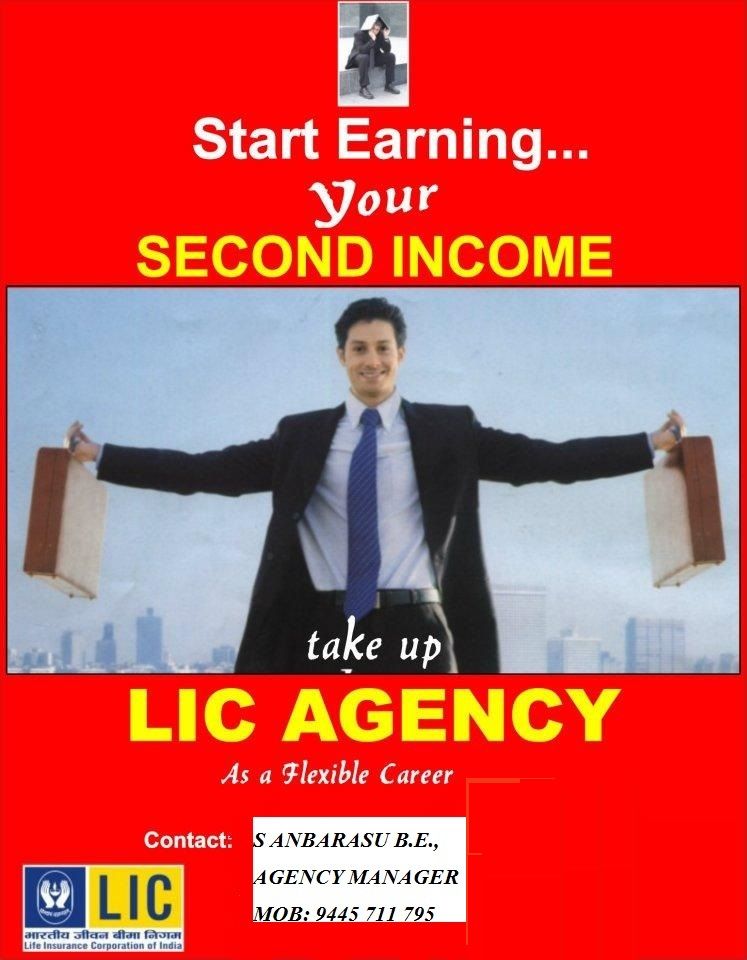 Start Earning...
Your
SECOND INCOME
take up
LIC AGENCY
As a Flexible Career
Contact:
S ANBARASU B.E.,
AGENCY MANAGER
MOB: 9445 711 795
LIC
भारतीय जीवन बीमा निगम
Life Insurance Corporation of India